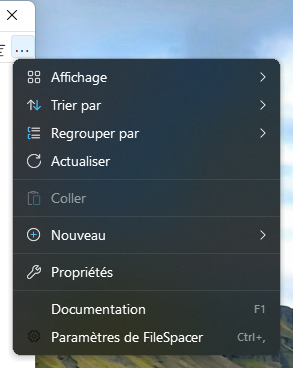 Affichage
Trier par
Regrouper par
Actualiser
Coller
Nouveau
Propriétés
Documentation F1
Paramètres de FileSpacer Ctrl+,